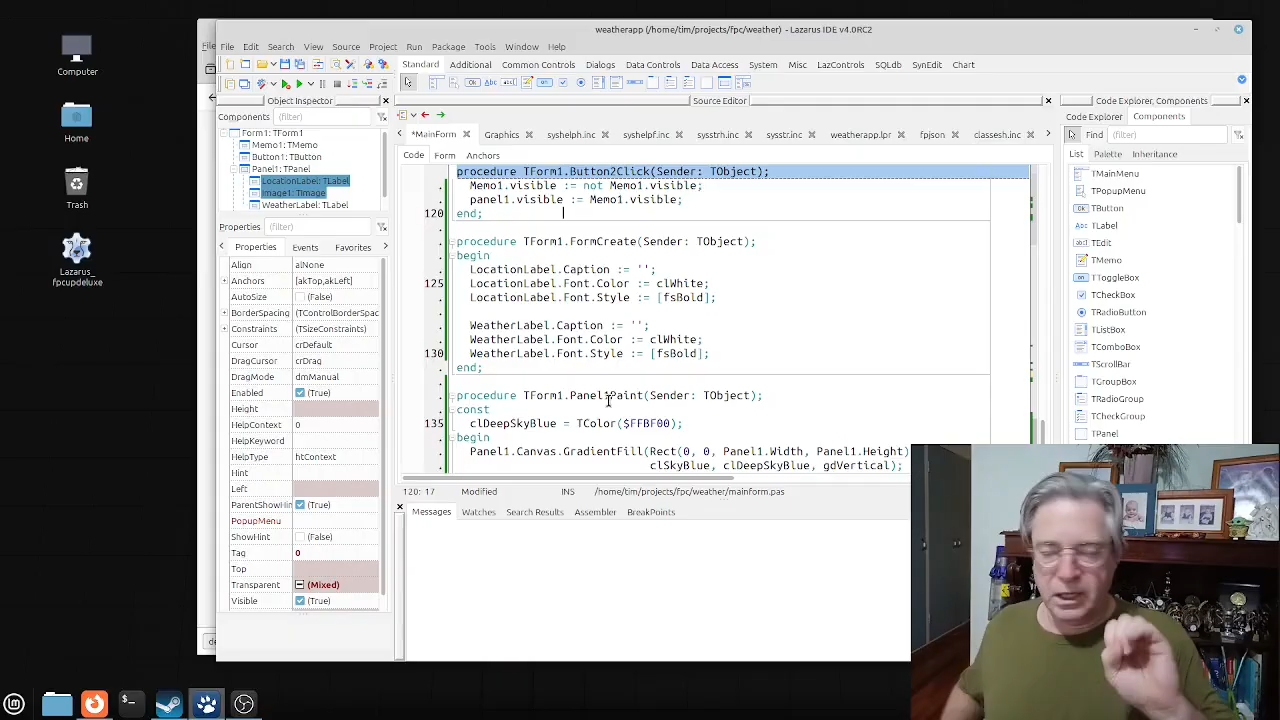 Computer
Home
Trash
Lazarus_
fpcupdeluxe
weatherapp (/home/tim/projects/fpc/weather) - Lazarus IDE v4.0RC2
File Edit Search View Source Project Run Package Tools Window Help
Standard Additional Common Controls Dialogs Data Controls Data Access System Misc LazControls SQLdb SynEdit Chart
Object Inspector
Source Editor
Code Explorer, Components
Components (filter)
Form1: TForm1
Memo1: TMemo
Button1: TButton
Panel1: TPanel
LocationLabel: TLabel
Image1: TImage
WeatherLabel: TLabel
Properties (filter)
Properties Events Favorites
Align alNone
Anchors [akTop,akLeft]
AutoSize (False)
BorderSpacing (TControlBorderSpac
Constraints (TSizeConstraints)
Cursor crDefault
DragCursor crDrag
DragMode dmManual
Enabled (True)
Height
HelpContext 0
HelpKeyword
HelpType htContext
Hint
Left
ParentShowHin (True)
PopupMenu
ShowHint (False)
Tag 0
Top
Transparent (Mixed)
Visible (True)
*MainForm Graphics syshelph.inc syshelpf.inc sysstrh.inc .inc weatherapp.lpr fpjson.inc classesh.inc
Code Form Anchors
procedure TForm1.Button2Click(Sender: TObject);
Memo1.visible := not Memo1.visible;
panel1.visible := Memo1.visible;
120 end;
procedure TForm1.FormCreate(Sender: TObject);
begin
LocationLabel.Caption := '';
125 LocationLabel.Font.Color := clWhite;
LocationLabel.Font.Style := [fsBold];
WeatherLabel.Caption := '';
WeatherLabel.Font.Color := clWhite;
130 WeatherLabel.Font.Style := [fsBold];
end;
procedure TForm1.Panel1Paint(Sender: TObject);
const
135 clDeepSkyBlue = TColor($FFBF00);
begin
Panel1.Canvas.GradientFill(Rect(0, 0, Panel1.Width, Panel1.Height)
clSkyBlue, clDeepSkyBlue, gdVertical);
120: 17 Modified INS /home/tim/projects/fpc/weather/mainform.pas
Messages Watches Search Results Assembler BreakPoints
Code Explorer Components
Find (filter)
List Palette Inheritance
TMainMenu
TPopupMenu
TButton
TLabel
TEdit
TMemo
TToggleBox
TCheckBox
TRadioButton
TListBox
TComboBox
TScrollBar
TGroupBox
TRadioGroup
TCheckGroup
TPanel